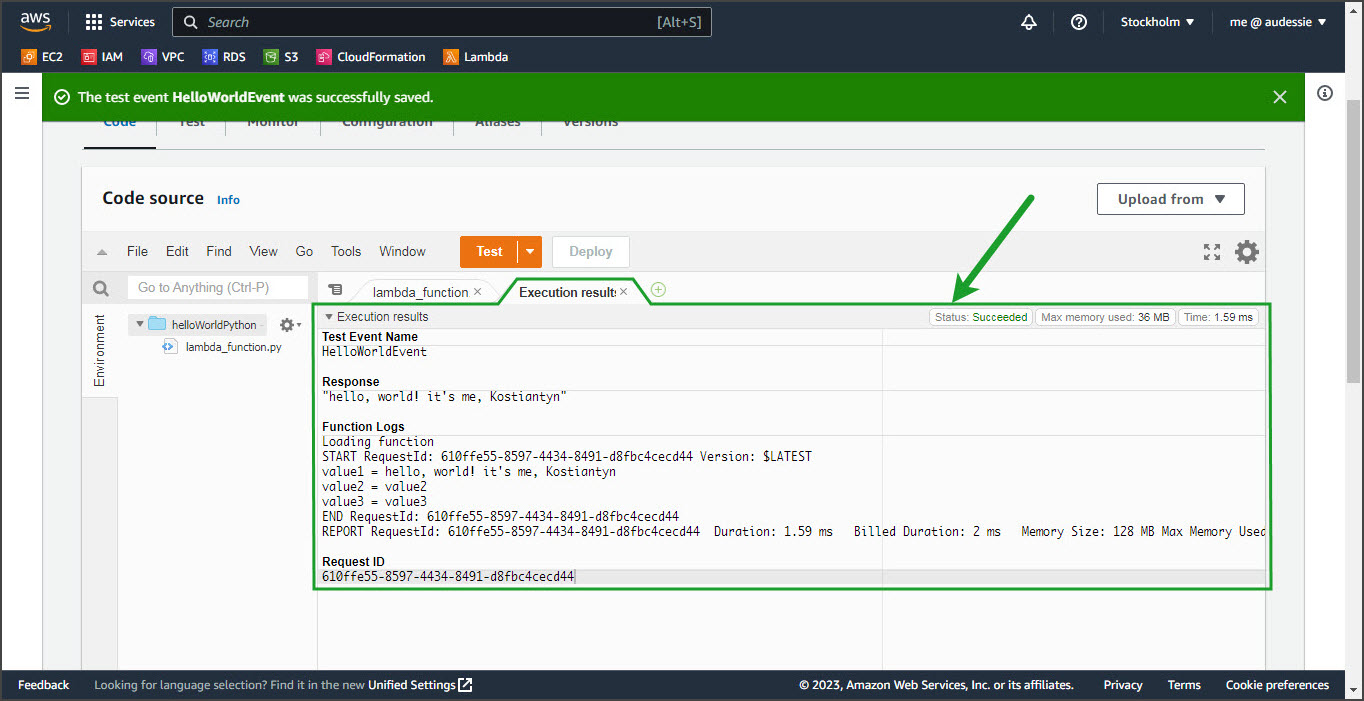 aws
Services
Search
[Alt+S]
Stockholm
me @ audessie
EC2
IAM
VPC
RDS
S3
CloudFormation
Lambda
The test event HelloWorldEvent was successfully saved.
Code
Test
Monitor
Configuration
Aliases
Versions
Code source
Info
Upload from
File
Edit
Find
View
Go
Tools
Window
Test
Deploy
Go to Anything (Ctrl-P)
lambda_function
Execution results
Environment
helloWorldPython
lambda_function.py
Execution results
Status: Succeeded
Max memory used: 36 MB
Time: 1.59 ms
Test Event Name
HelloWorldEvent
Response
"hello, world! it's me, Kostiantyn"
Function Logs
Loading function
START RequestId: 610ffe55-8597-4434-8491-d8fbc4cecd44 Version: $LATEST
value1 = hello, world! it's me, Kostiantyn
value2 = value2
value3 = value3
END RequestId: 610ffe55-8597-4434-8491-d8fbc4cecd44
REPORT RequestId: 610ffe55-8597-4434-8491-d8fbc4cecd44 Duration: 1.59 ms Billed Duration: 2 ms Memory Size: 128 MB Max Memory Used
Request ID
610ffe55-8597-4434-8491-d8fbc4cecd44
Feedback
Looking for language selection? Find it in the new Unified Settings
© 2023, Amazon Web Services, Inc. or its affiliates.
Privacy
Terms
Cookie preferences